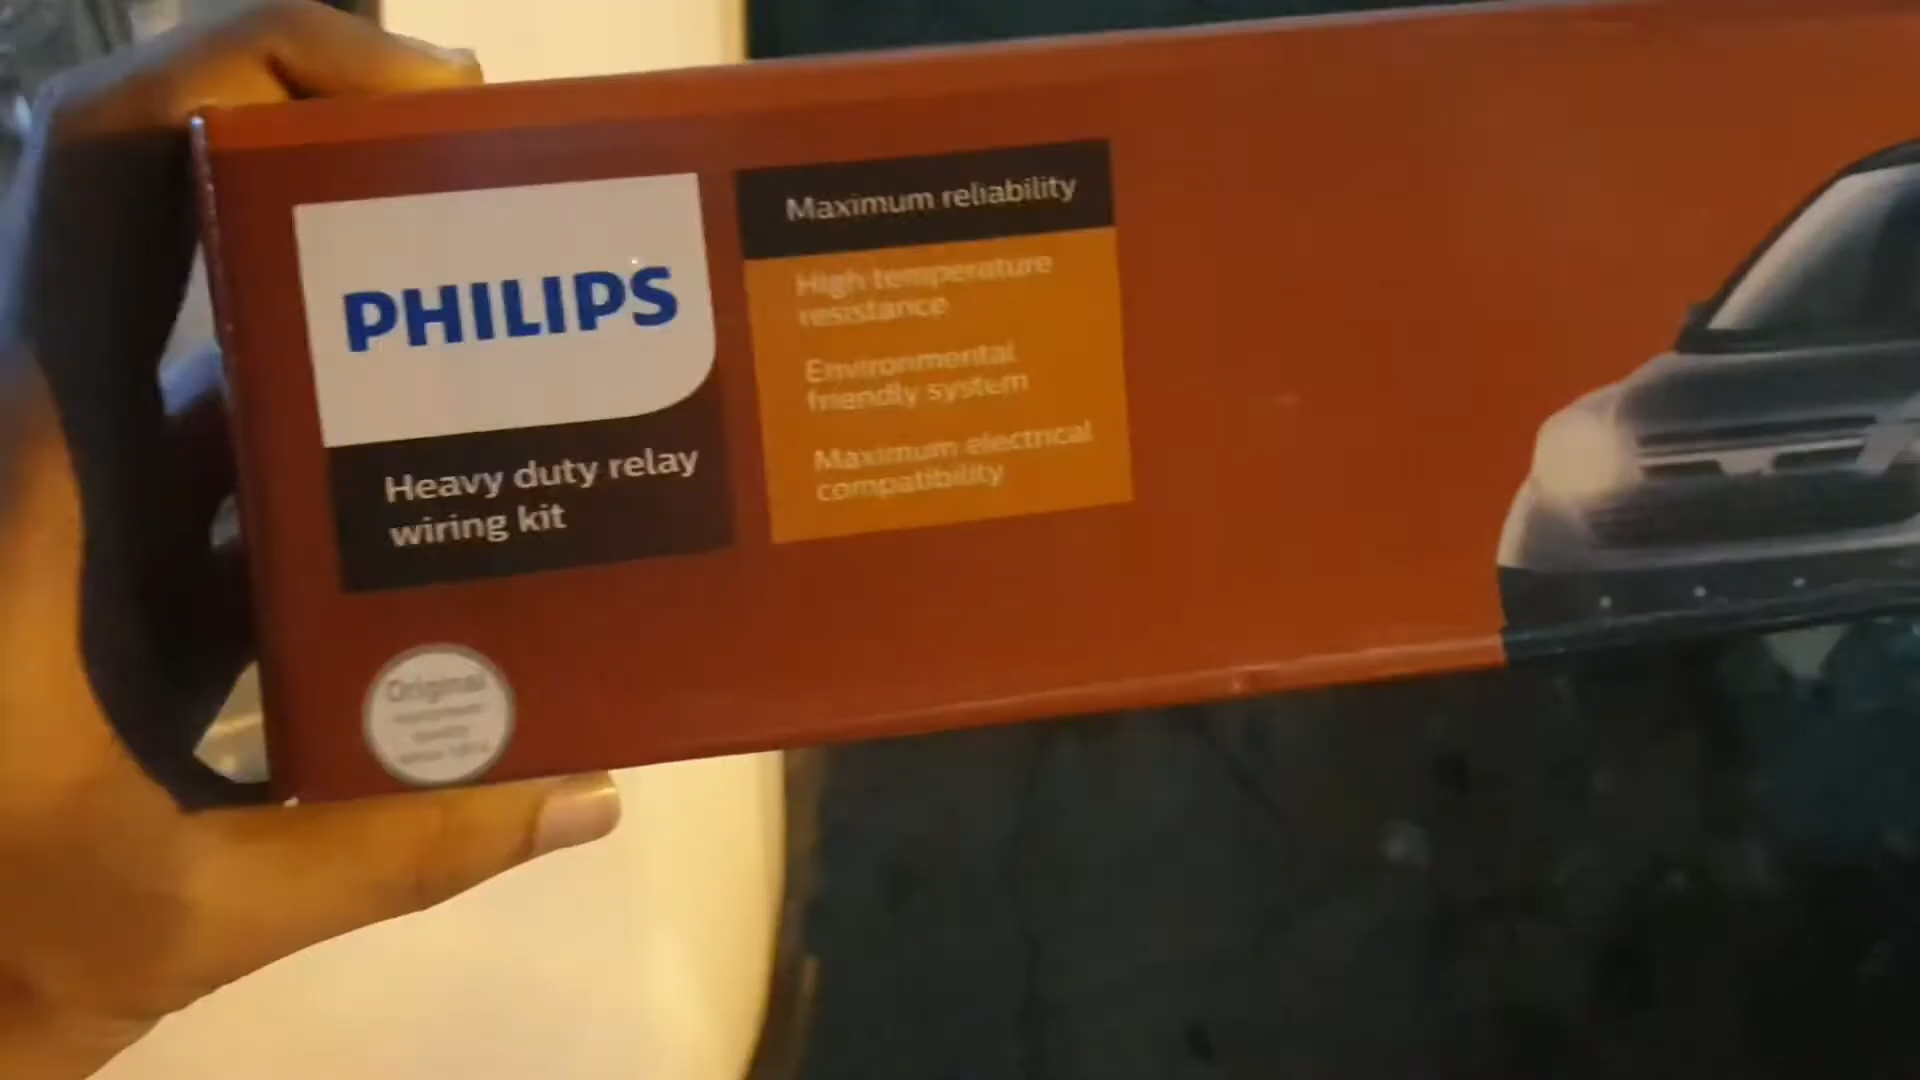 PHILIPS
Heavy duty relay
wiring kit
Maximum reliability
High temperature
resistance
Environmental
friendly system
Maximum electrical
compatibility
Original